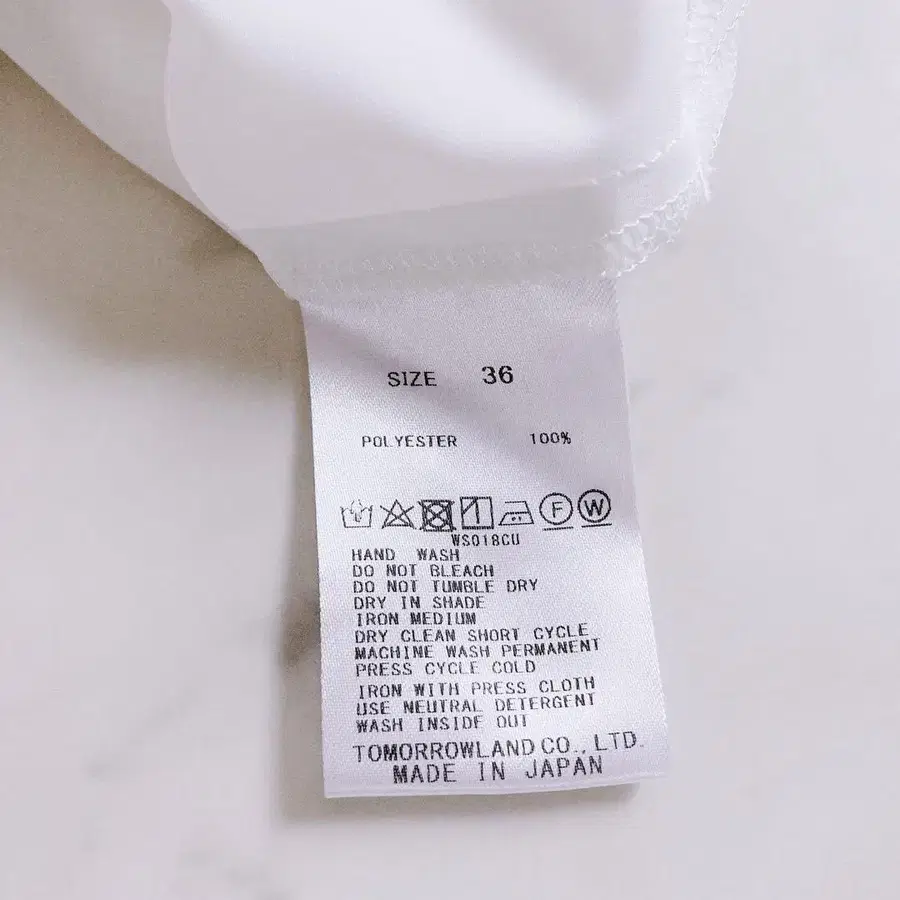 SIZE 36
POLYESTER 100%
F W
WS018CU
HAND WASH
DO NOT BLEACH
DO NOT TUMBLE DRY
DRY IN SHADE
IRON MEDIUM
DRY CLEAN SHORT CYCLE
MACHINE WASH PERMANENT
PRESS CYCLE COLD
IRON WITH PRESS CLOTH
USE NEUTRAL DETERGENT
WASH INSIDE OUT
TOMORROWLAND CO., LTD.
MADE IN JAPAN